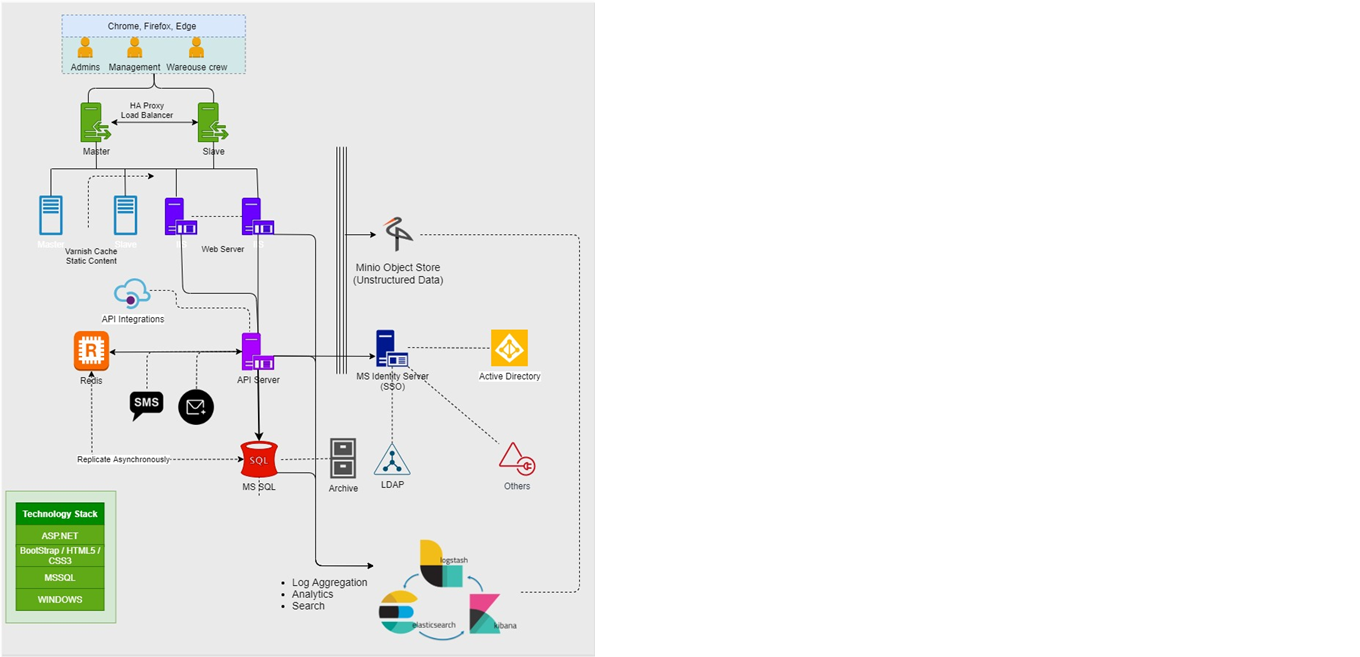 Chrome, Firefox, Edge
Admins
Management
Wareouse crew
HA Proxy
Load Balancer
Master
Slave
Master
Slave
Varnish Cache
Static Content
Web Server
Minio Object Store
(Unstructured Data)
API Integrations
R
Redis
API Server
MS Identity Server
(SSO)
Active Directory
SMS
Replicate Asynchronously
SQL
MS SQL
Archive
LDAP
Others
Technology Stack
ASP.NET
BootStrap / HTML5 /
CSS3
MSSQL
WINDOWS
Log Aggregation
Analytics
Search
logstash
elasticsearch
kibana